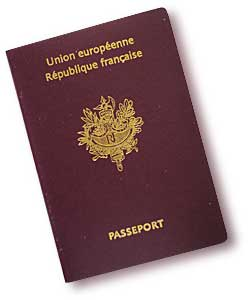 Union européenne
République française
PASSEPORT